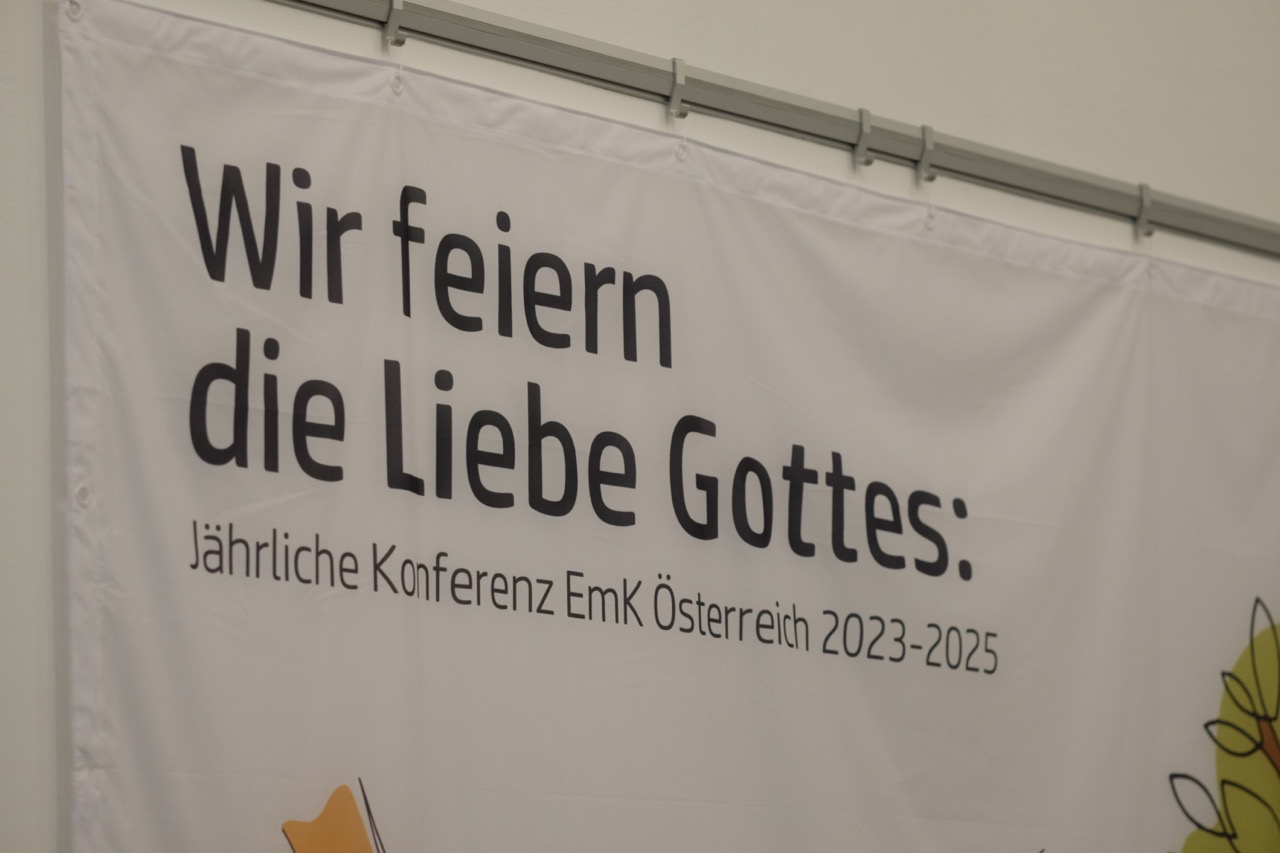 Wir feiern
die Liebe Gottes:
Jährliche Konferenz EmK Österreich 2023-2025